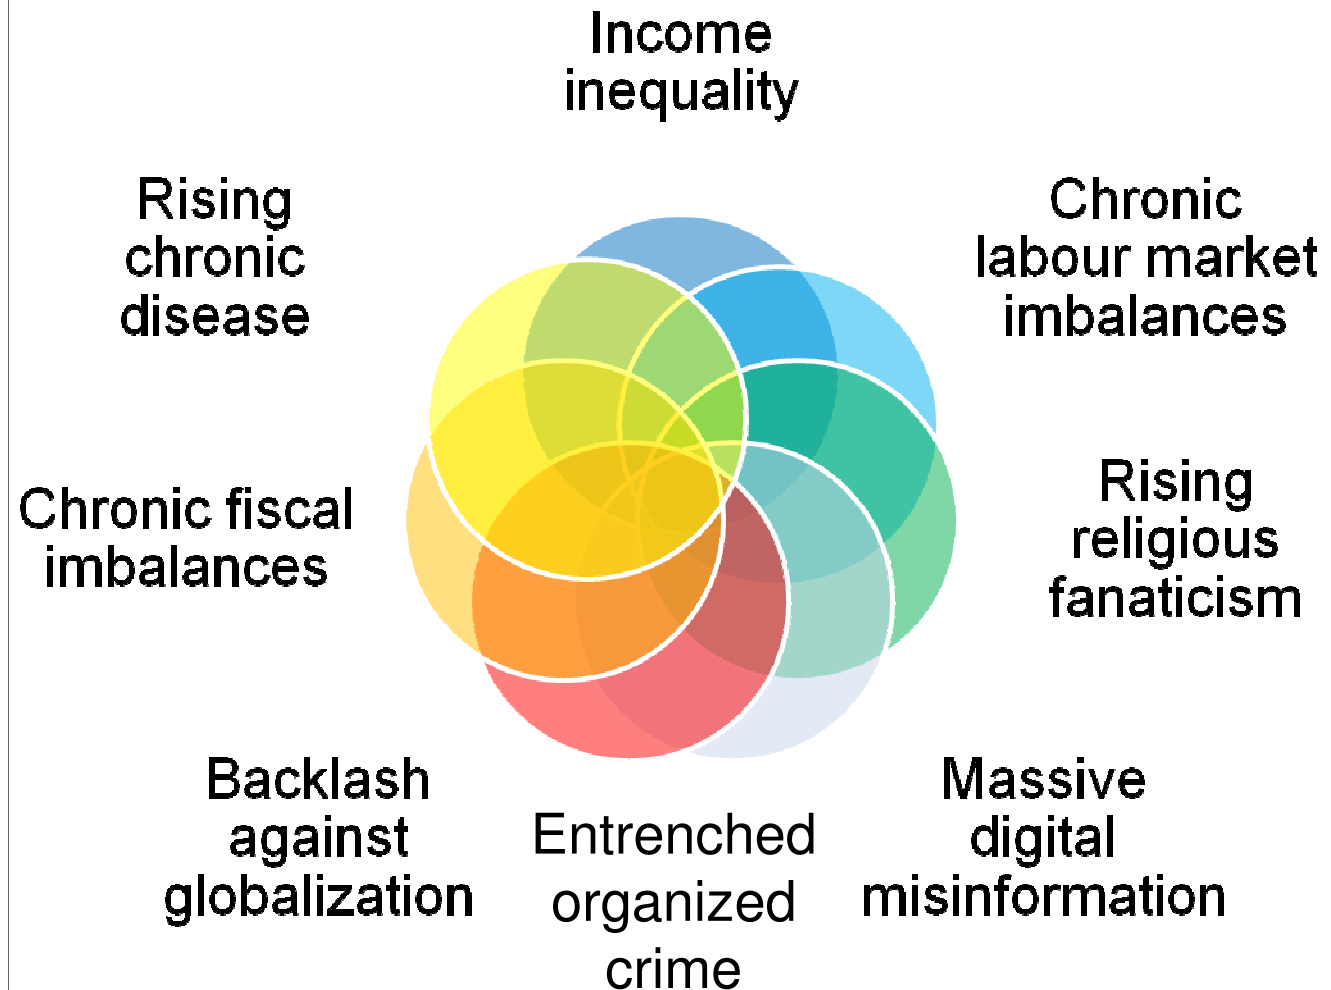 Income
inequality
Rising
chronic
disease
Chronic
labour market
imbalances
Chronic fiscal
imbalances
Rising
religious
fanaticism
Backlash
against
globalization
Entrenched
organized
crime
Massive
digital
misinformation